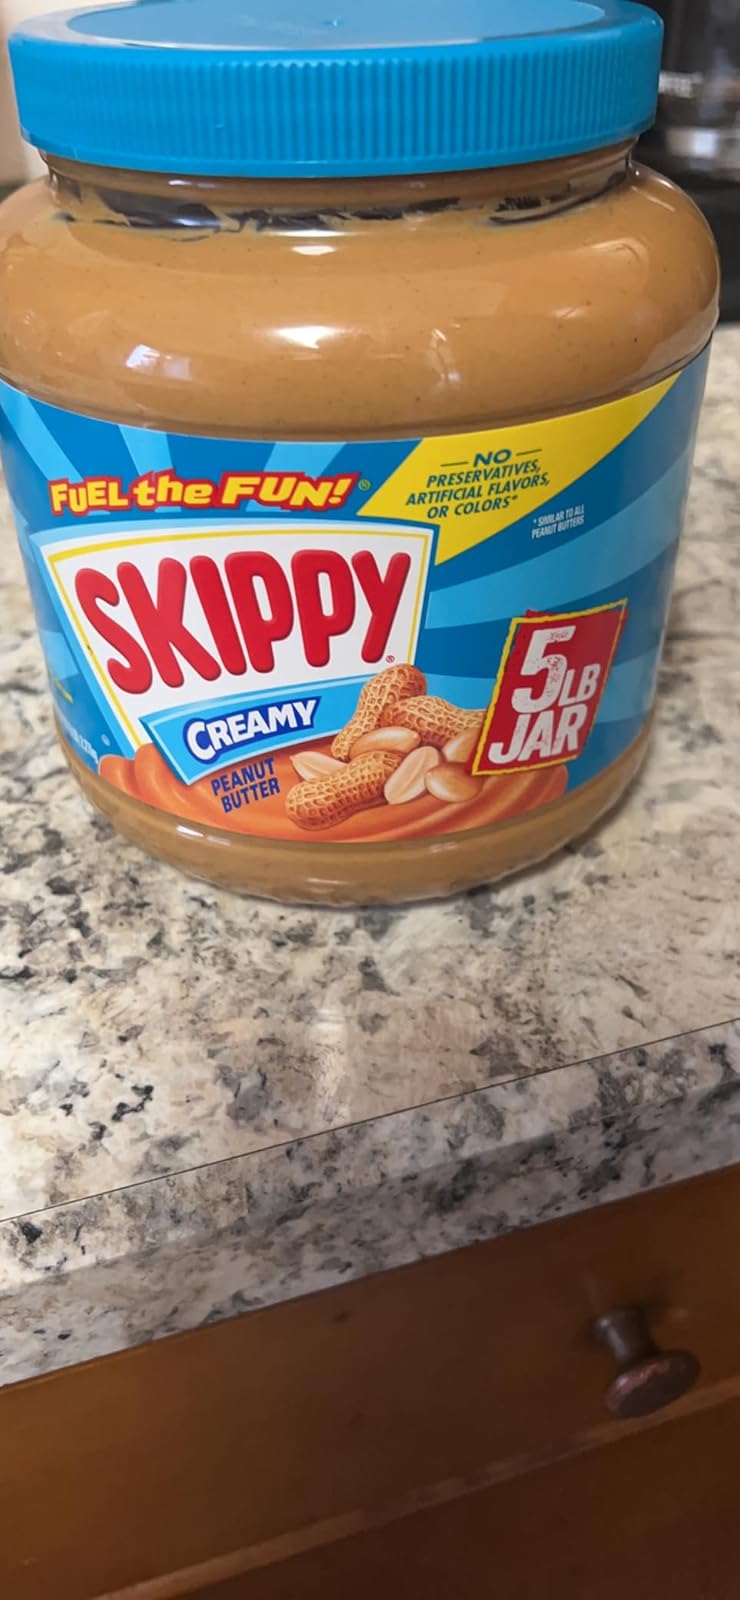 FUEL the FUN!®
NO
PRESERVATIVES,
ARTIFICIAL FLAVORS,
OR COLORS*
* SIMILAR TO ALL
PEANUT BUTTERS
SKIPPY®
CREAMY
PEANUT
BUTTER
5LB
JAR